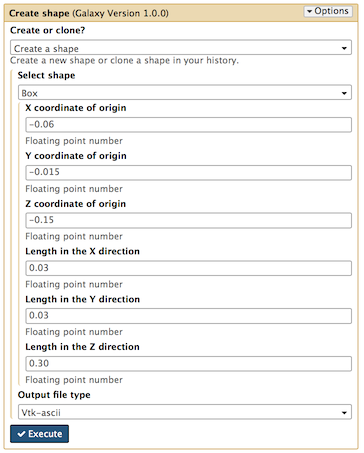 Create shape (Galaxy Version 1.0.0)
Options
Create or clone?
Create a shape
Create a new shape or clone a shape in your history.
Select shape
Box
X coordinate of origin
-0.06
Floating point number
Y coordinate of origin
-0.015
Floating point number
Z coordinate of origin
-0.15
Floating point number
Length in the X direction
0.03
Floating point number
Length in the Y direction
0.03
Floating point number
Length in the Z direction
0.30
Floating point number
Output file type
Vtk-ascii
Execute